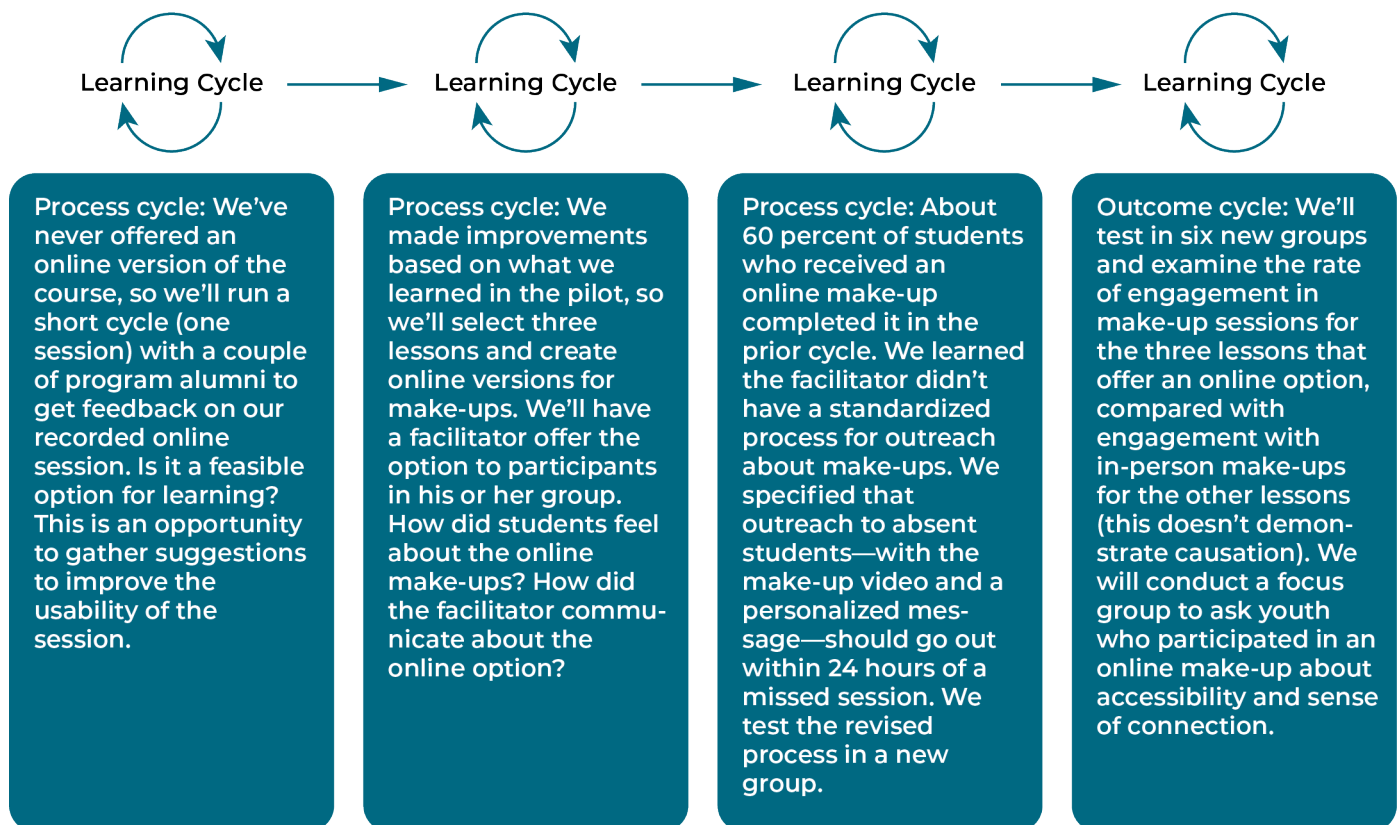 Learning Cycle
Learning Cycle
Learning Cycle
Learning Cycle
Process cycle: We’ve
never offered an
online version of the
course, so we’ll run a
short cycle (one
session) with a couple
of program alumni to
get feedback on our
recorded online
session. Is it a feasible
option for learning?
This is an opportunity
to gather suggestions
to improve the
usability of the
session.
Process cycle: We
made improvements
based on what we
learned in the pilot, so
we’ll select three
lessons and create
online versions for
make-ups. We’ll have
a facilitator offer the
option to participants
in his or her group.
How did students feel
about the online
make-ups? How did
the facilitator commu-
nicate about the
online option?
Process cycle: About
60 percent of students
who received an
online make-up
completed it in the
prior cycle. We learned
the facilitator didn’t
have a standardized
process for outreach
about make-ups. We
specified that
outreach to absent
students—with the
make-up video and a
personalized mes-
sage—should go out
within 24 hours of a
missed session. We
test the revised
process in a new
group.
Outcome cycle: We’ll
test in six new groups
and examine the rate
of engagement in
make-up sessions for
the three lessons that
offer an online option,
compared with
engagement with
in-person make-ups
for the other lessons
(this doesn’t demon-
strate causation). We
will conduct a focus
group to ask youth
who participated in an
online make-up about
accessibility and sense
of connection.